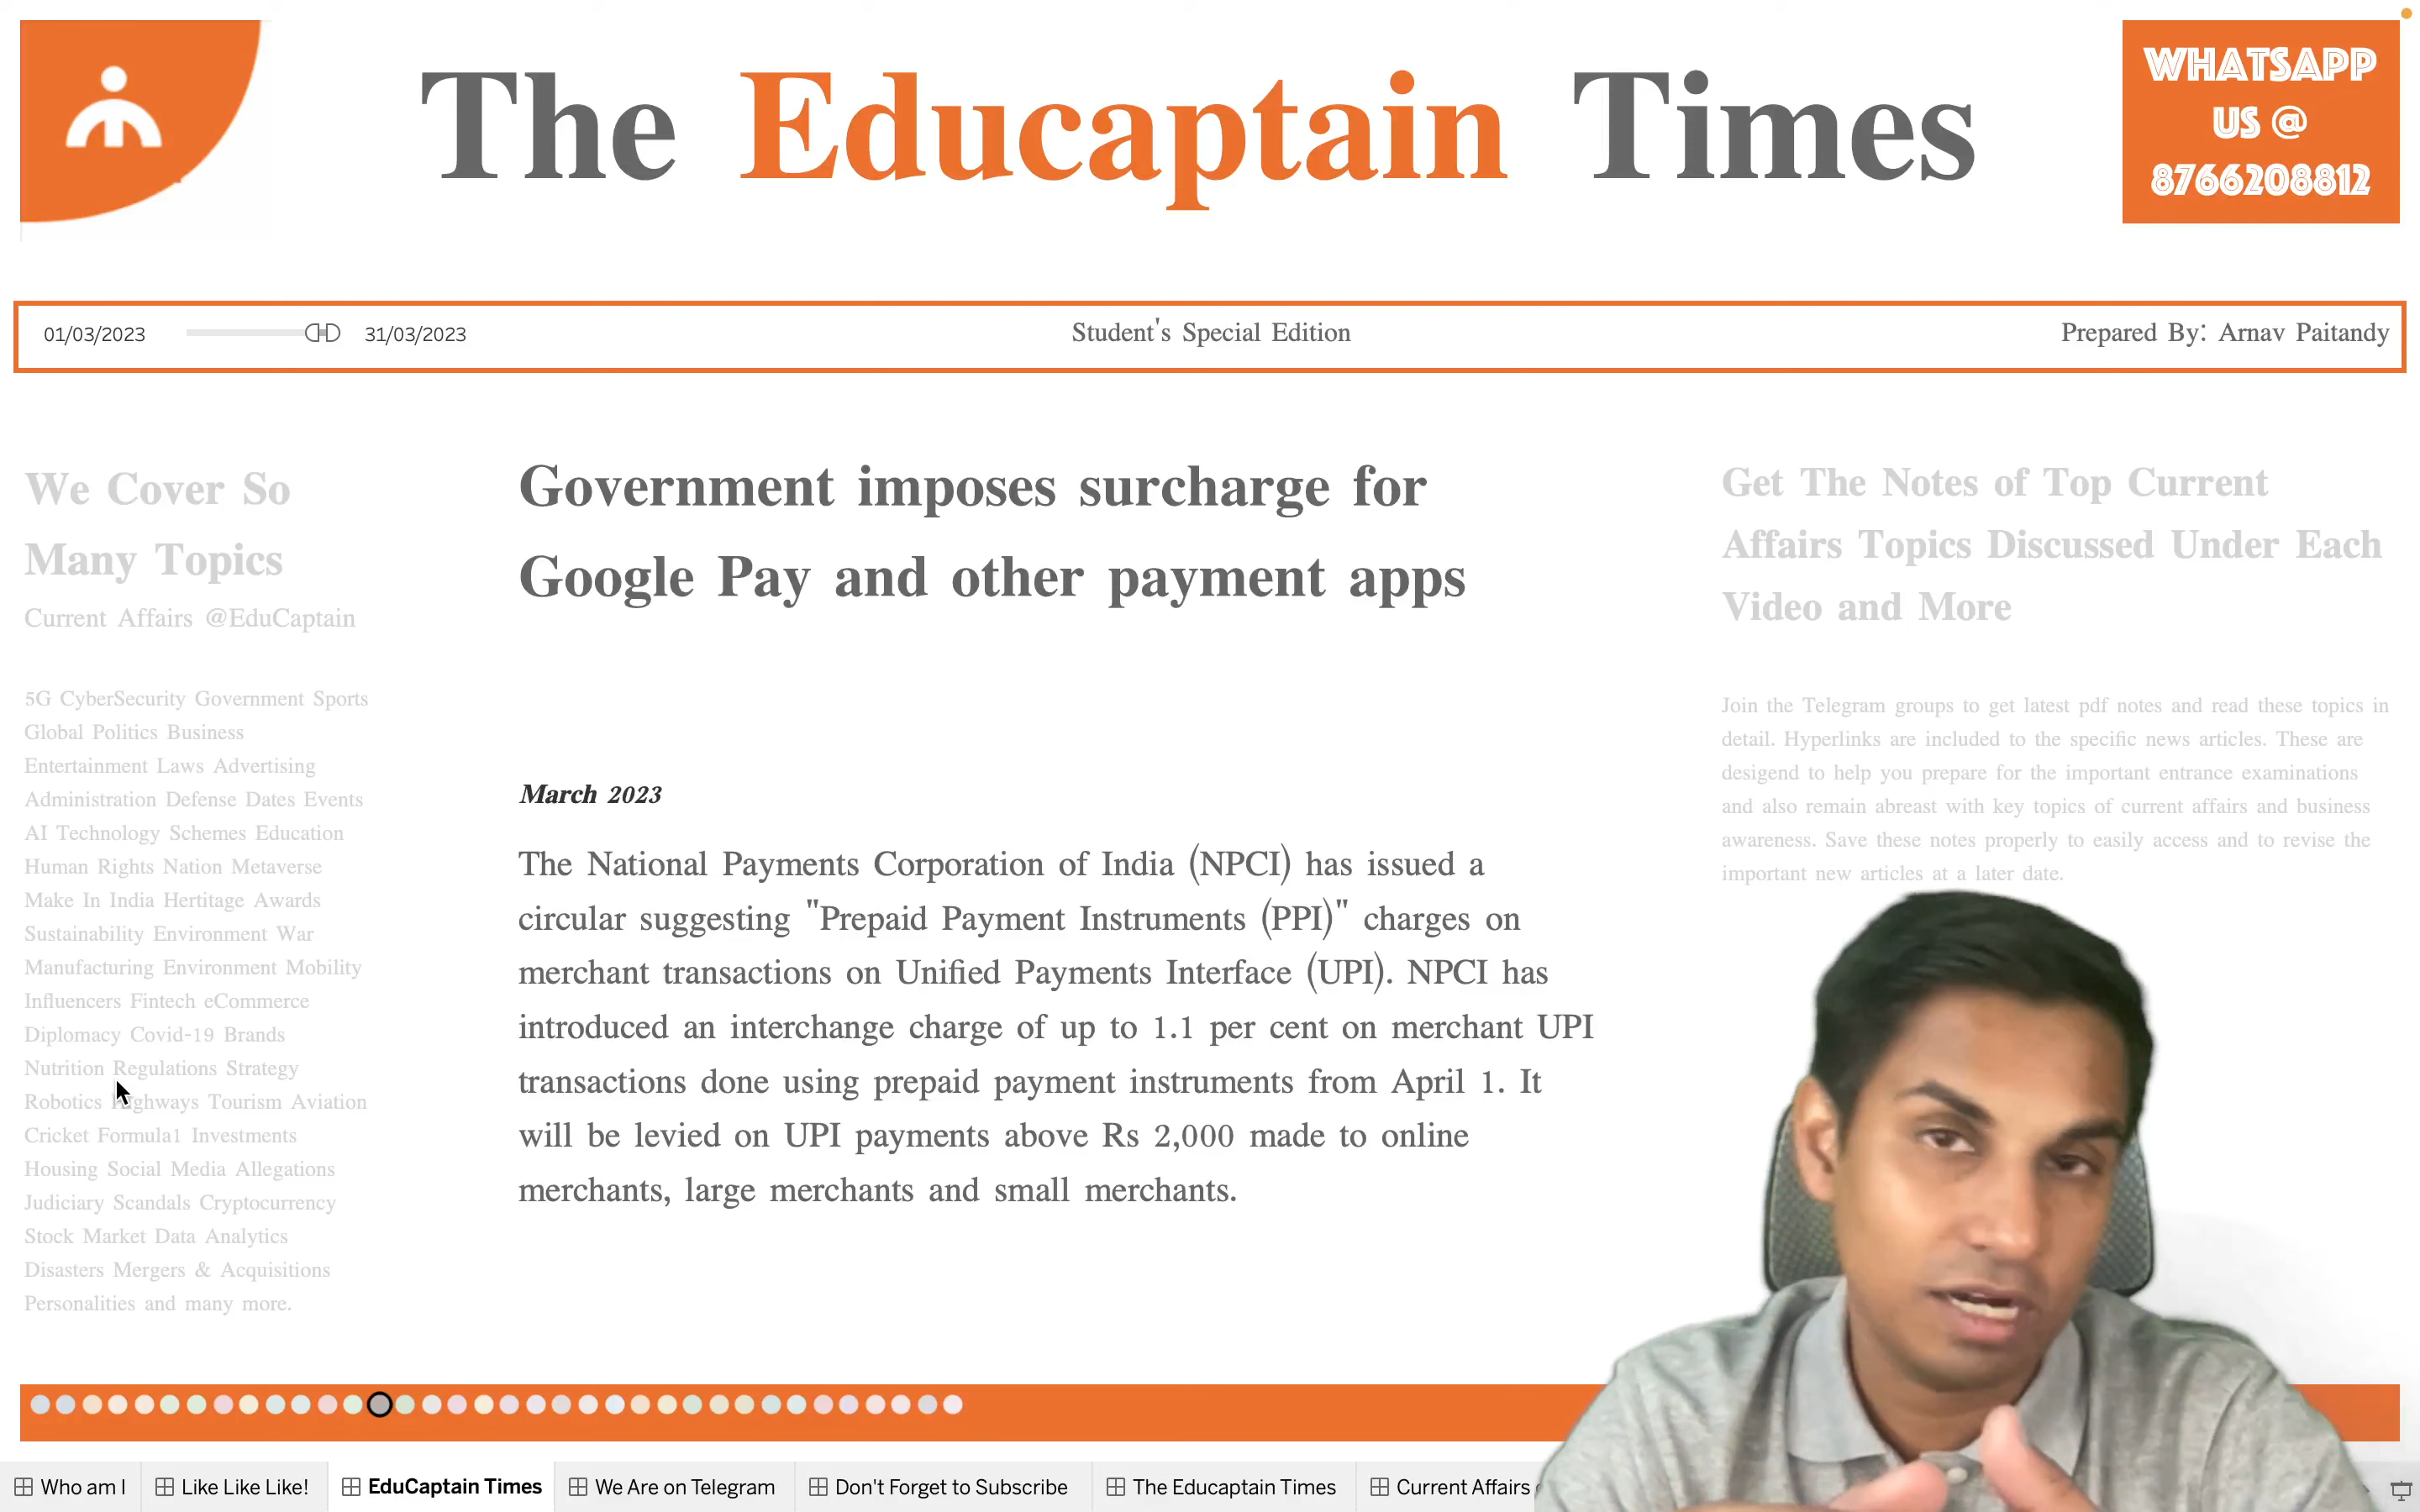 The Educaptain Times
WHATSAPP
US @
8766208812
01/03/2023
31/03/2023
Student's Special Edition
Prepared By: Arnav Paitandy
We Cover So
Many Topics
Current Affairs @EduCaptain
5G CyberSecurity Government Sports
Global Politics Business
Entertainment Laws Advertising
Administration Defense Dates Events
AI Technology Schemes Education
Human Rights Nation Metaverse
Make In India Hertitage Awards
Sustainability Environment War
Manufacturing Environment Mobility
Influencers Fintech eCommerce
Diplomacy Covid-19 Brands
Nutrition Regulations Strategy
Robotics Highways Tourism Aviation
Cricket Formula1 Investments
Housing Social Media Allegations
Judiciary Scandals Cryptocurrency
Stock Market Data Analytics
Disasters Mergers & Acquisitions
Personalities and many more.
Government imposes surcharge for
Google Pay and other payment apps
March 2023
The National Payments Corporation of India (NPCI) has issued a
circular suggesting "Prepaid Payment Instruments (PPI)" charges on
merchant transactions on Unified Payments Interface (UPI). NPCI has
introduced an interchange charge of up to 1.1 per cent on merchant UPI
transactions done using prepaid payment instruments from April 1. It
will be levied on UPI payments above Rs 2,000 made to online
merchants, large merchants and small merchants.
Get The Notes of Top Current
Affairs Topics Discussed Under Each
Video and More
Join the Telegram groups to get latest pdf notes and read these topics in
detail. Hyperlinks are included to the specific news articles. These are
desigend to help you prepare for the important entrance examinations
and also remain abreast with key topics of current affairs and business
awareness. Save these notes properly to easily access and to revise the
important new articles at a later date.
Who am I
Like Like Like!
EduCaptain Times
We Are on Telegram
Don't Forget to Subscribe
The Educaptain Times
Current Affairs